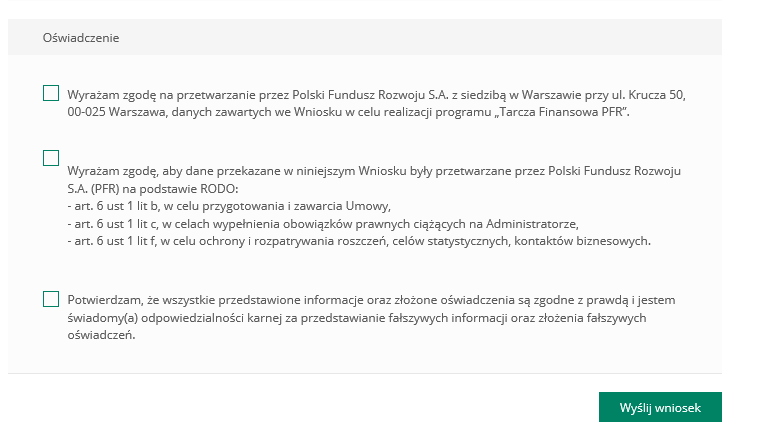 Oświadczenie
Wyrażam zgodę na przetwarzanie przez Polski Fundusz Rozwoju S.A. z siedzibą w Warszawie przy ul. Krucza 50,
00-025 Warszawa, danych zawartych we Wniosku w celu realizacji programu „Tarcza Finansowa PFR”.
Wyrażam zgodę, aby dane przekazane w niniejszym Wniosku były przetwarzane przez Polski Fundusz Rozwoju
S.A. (PFR) na podstawie RODO:
- art. 6 ust 1 lit b, w celu przygotowania i zawarcia Umowy,
- art. 6 ust 1 lit c, w celach wypełnienia obowiązków prawnych ciążących na Administratorze,
- art. 6 ust 1 lit f, w celu ochrony i rozpatrywania roszczeń, celów statystycznych, kontaktów biznesowych.
Potwierdzam, że wszystkie przedstawione informacje oraz złożone oświadczenia są zgodne z prawdą i jestem
świadomy(a) odpowiedzialności karnej za przedstawianie fałszywych informacji oraz złożenia fałszywych
oświadczeń.
Wyślij wniosek